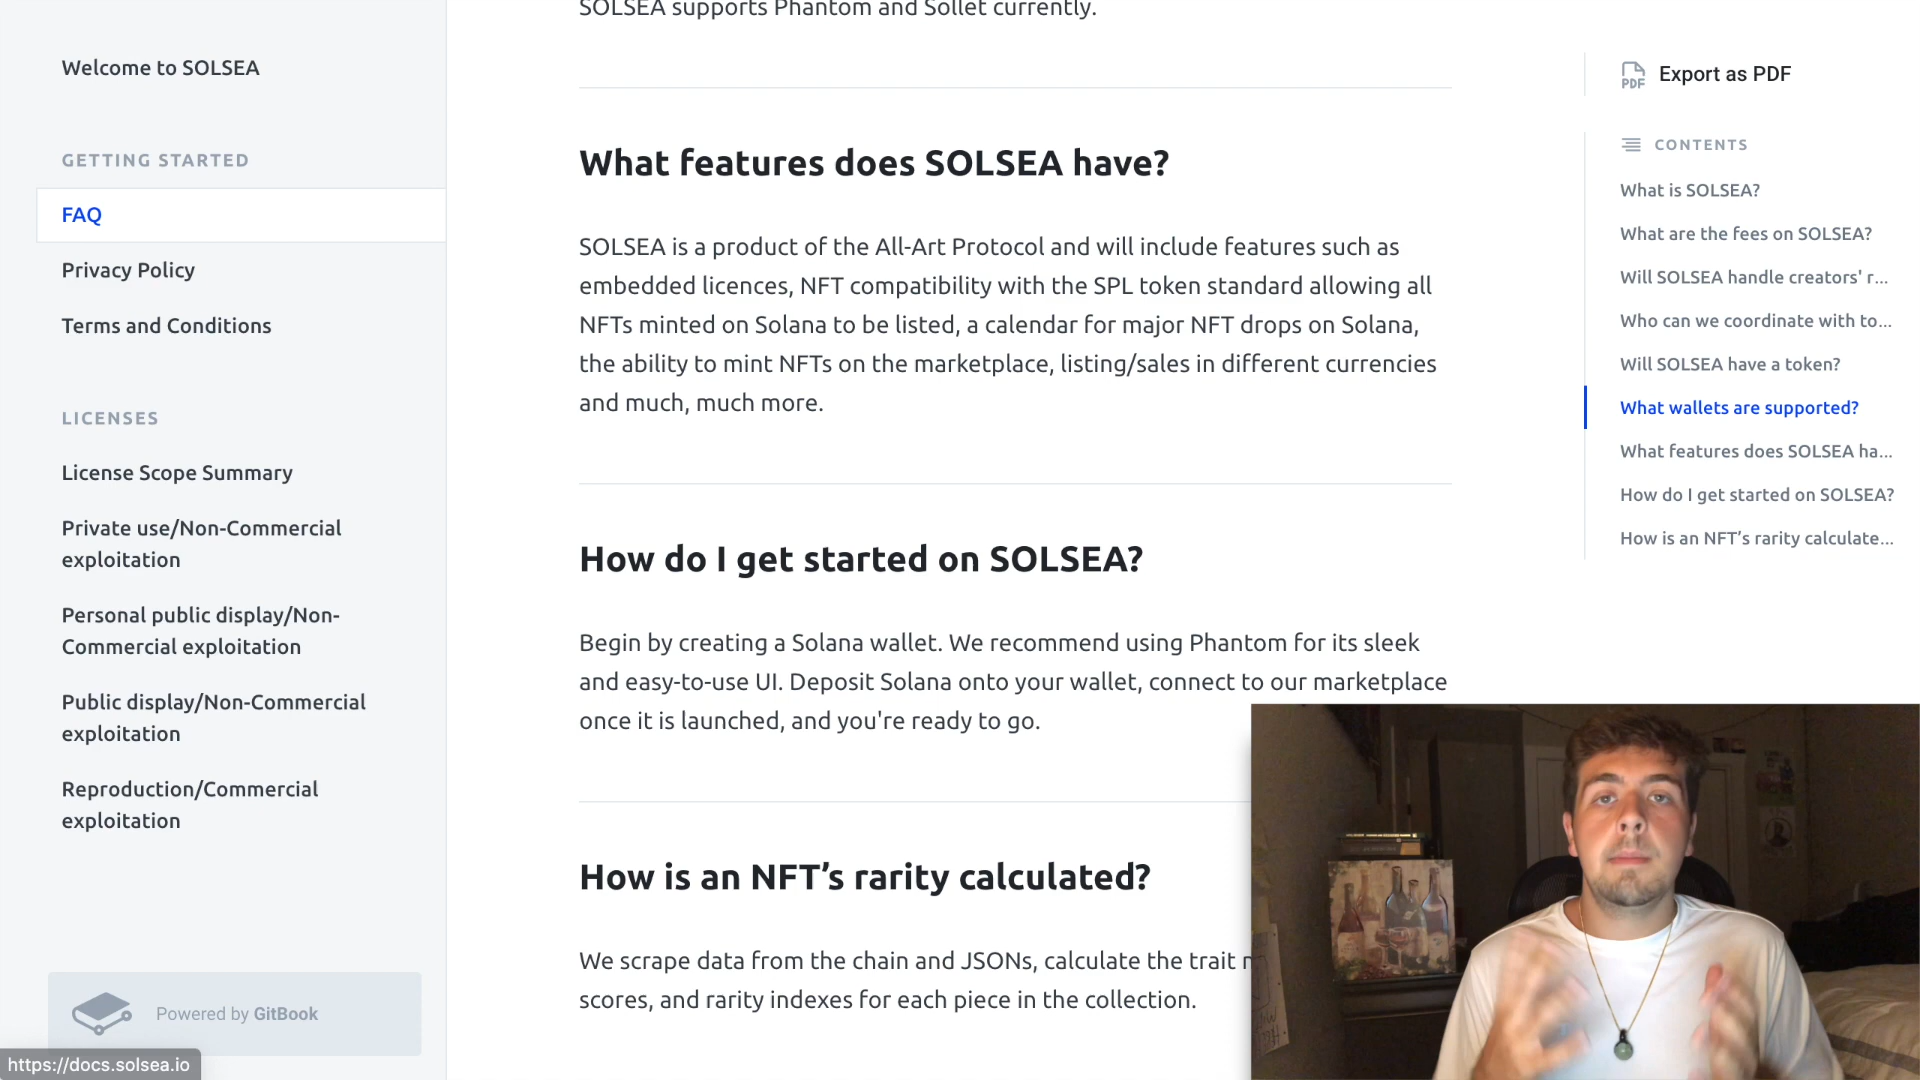 SOLSEA supports Phantom and Sollet currently.
Welcome to SOLSEA
GETTING STARTED
FAQ
Privacy Policy
Terms and Conditions
LICENSES
License Scope Summary
Private use/Non-Commercial
exploitation
Personal public display/Non-
Commercial exploitation
Public display/Non-Commercial
exploitation
Reproduction/Commercial
exploitation
Powered by GitBook
https://docs.solsea.io
What features does SOLSEA have?
SOLSEA is a product of the All-Art Protocol and will include features such as
embedded licences, NFT compatibility with the SPL token standard allowing all
NFTs minted on Solana to be listed, a calendar for major NFT drops on Solana,
the ability to mint NFTs on the marketplace, listing/sales in different currencies
and much, much more.
How do I get started on SOLSEA?
Begin by creating a Solana wallet. We recommend using Phantom for its sleek
and easy-to-use UI. Deposit Solana onto your wallet, connect to our marketplace
once it is launched, and you're ready to go.
How is an NFT’s rarity calculated?
We scrape data from the chain and JSONs, calculate the trait
scores, and rarity indexes for each piece in the collection.
PDF
Export as PDF
CONTENTS
What is SOLSEA?
What are the fees on SOLSEA?
Will SOLSEA handle creators' r...
Who can we coordinate with to...
Will SOLSEA have a token?
What wallets are supported?
What features does SOLSEA ha...
How do I get started on SOLSEA?
How is an NFT’s rarity calculate...